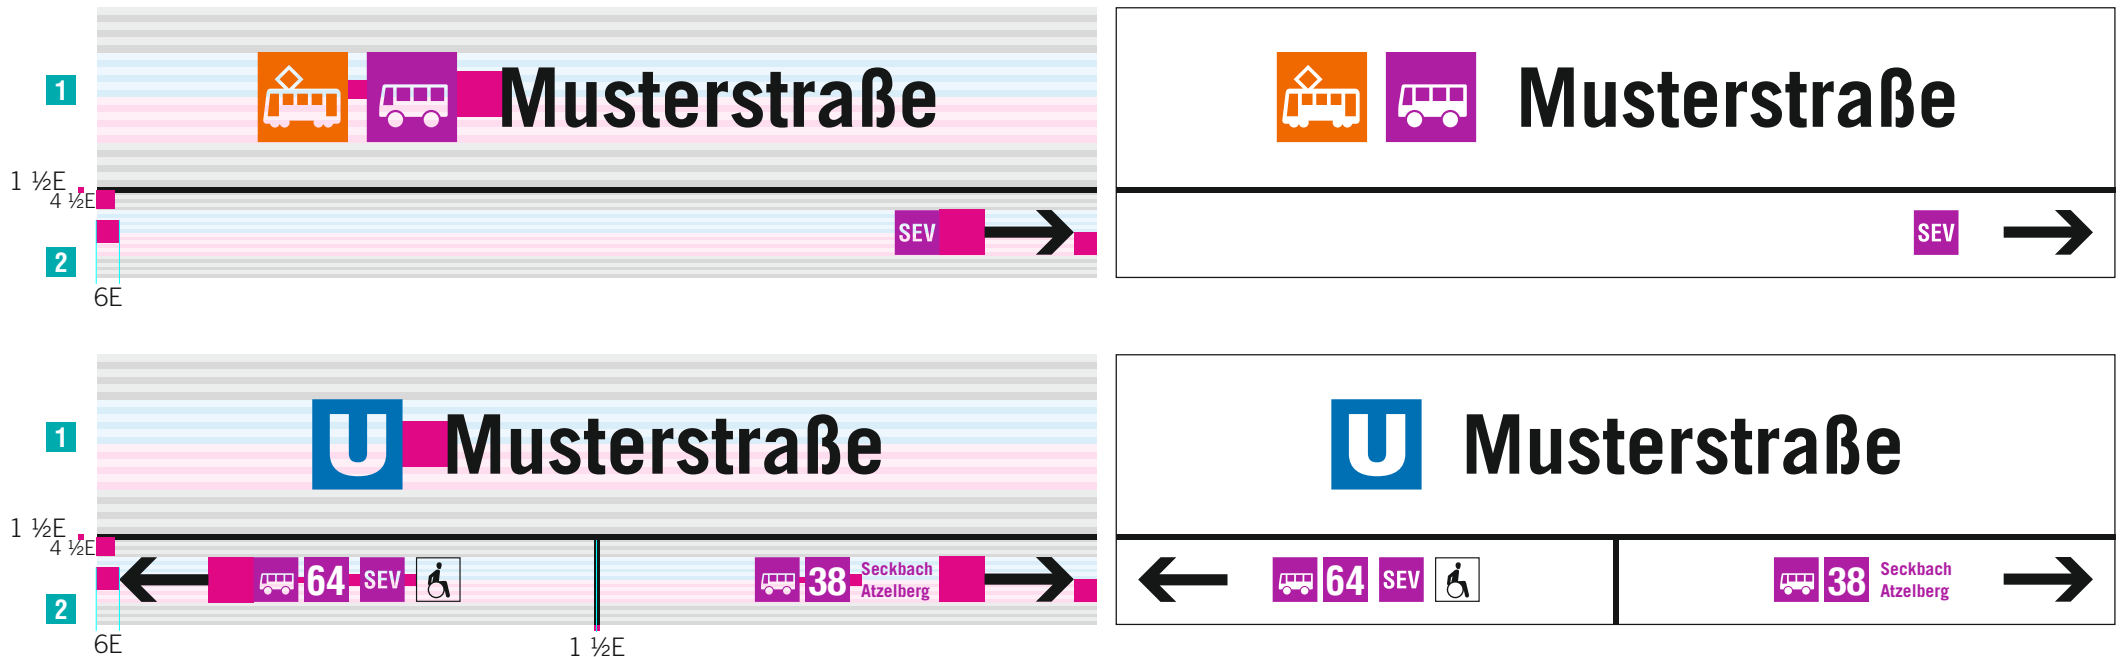 1
Musterstraße
Musterstraße
1 ½E
4 ½E
SEV
SEV
2
6E
1
U
Musterstraße
U
Musterstraße
1 ½E
4 ½E
64
SEV
38
Seckbach
Atzelberg
64
SEV
38
Seckbach
Atzelberg
2
6E
1 ½E